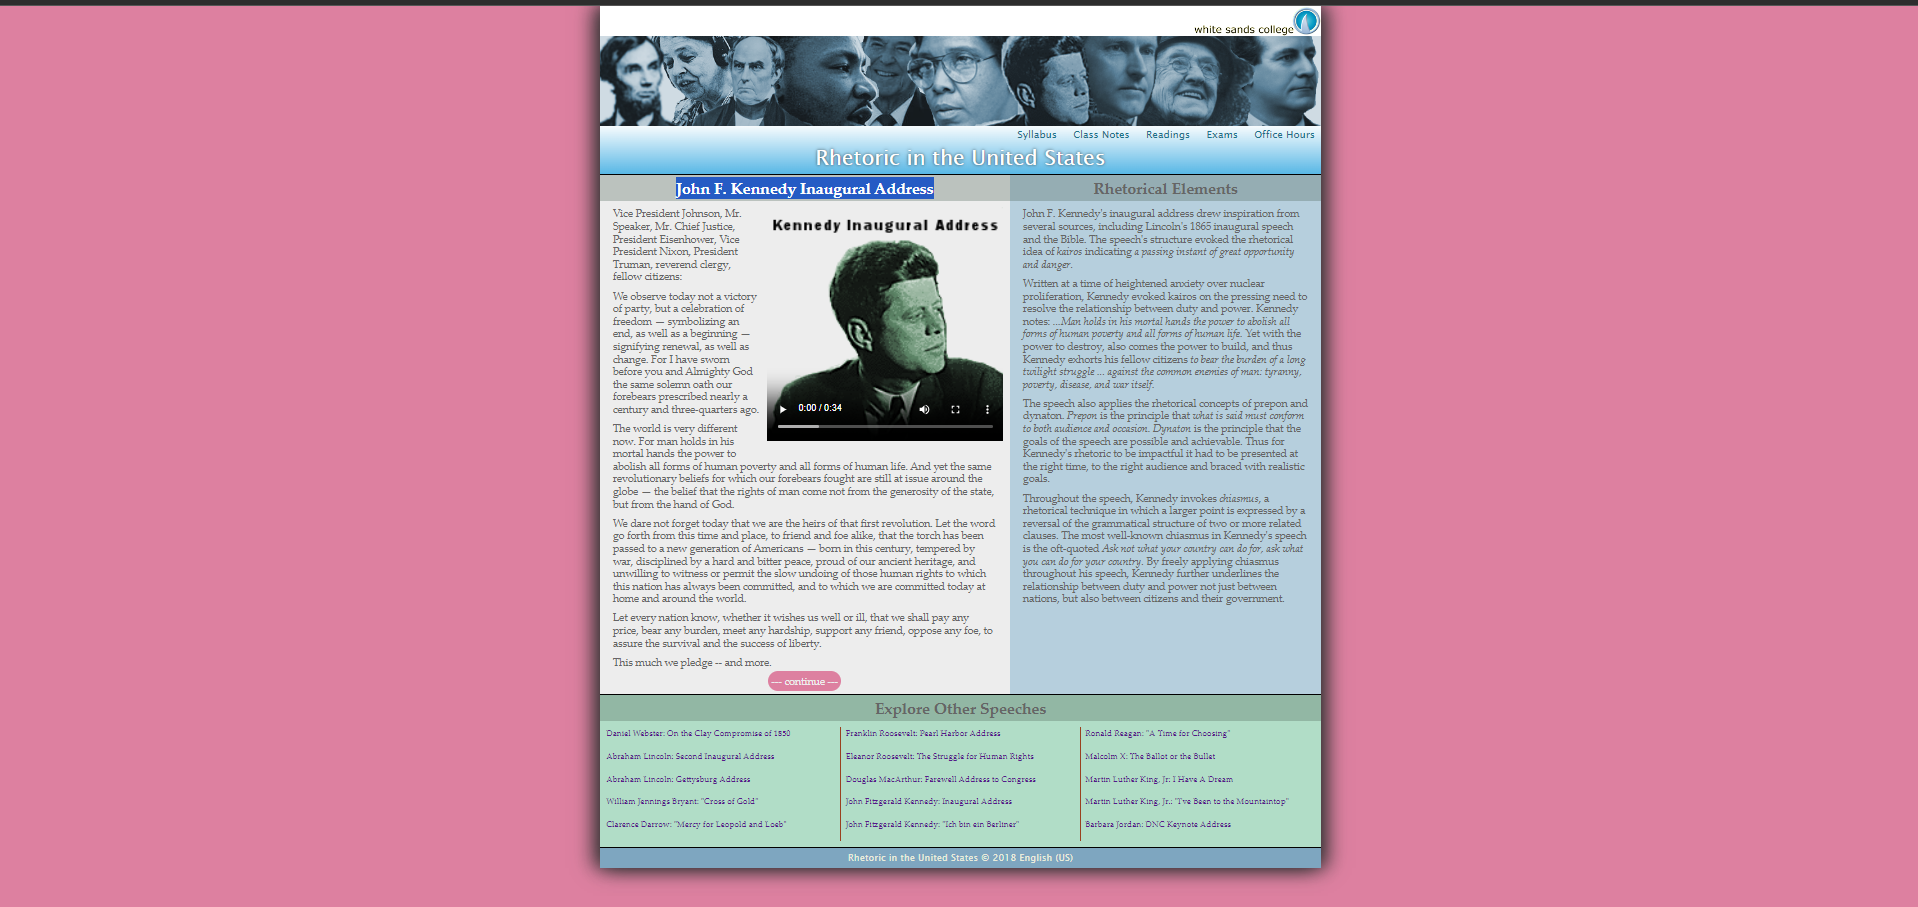 white sands college
Syllabus Class Notes Readings Exams Office Hours
Rhetoric in the United States
John F. Kennedy Inaugural Address
Vice President Johnson, Mr.
Speaker, Mr. Chief Justice,
President Eisenhower, Vice
President Nixon, President
Truman, reverend clergy,
fellow citizens:
We observe today not a victory
of party, but a celebration of
freedom — symbolizing an
end, as well as a beginning —
signifying renewal, as well as
change. For I have sworn
before you and Almighty God
the same solemn oath our
forebears prescribed nearly a
century and three-quarters ago.
Kennedy Inaugural Address
0:00 / 0:34
The world is very different
now. For man holds in his
mortal hands the power to
abolish all forms of human poverty and all forms of human life. And yet the same
revolutionary beliefs for which our forebears fought are still at issue around the
globe — the belief that the rights of man come not from the generosity of the state,
but from the hand of God.
We dare not forget today that we are the heirs of that first revolution. Let the word
go forth from this time and place, to friend and foe alike, that the torch has been
passed to a new generation of Americans — born in this century, tempered by
war, disciplined by a hard and bitter peace, proud of our ancient heritage, and
unwilling to witness or permit the slow undoing of those human rights to which
this nation has always been committed, and to which we are committed today at
home and around the world.
Let every nation know, whether it wishes us well or ill, that we shall pay any
price, bear any burden, meet any hardship, support any friend, oppose any foe, to
assure the survival and the success of liberty.
This much we pledge -- and more.
— continue —
Rhetorical Elements
John F. Kennedy's inaugural address drew inspiration from
several sources, including Lincoln's 1865 inaugural speech
and the Bible. The speech's structure evoked the rhetorical
idea of kairos indicating a passing instant of great opportunity
and danger.
Written at a time of heightened anxiety over nuclear
proliferation, Kennedy evoked kairos on the pressing need to
resolve the relationship between duty and power. Kennedy
notes: ...Man holds in his mortal hands the power to abolish all
forms of human poverty and all forms of human life. Yet with the
power to destroy, also comes the power to build, and thus
Kennedy exhorts his fellow citizens to bear the burden of a long
twilight struggle ... against the common enemies of man: tyranny,
poverty, disease, and war itself.
The speech also applies the rhetorical concepts of prepon and
dynaton. Prepon is the principle that what is said must conform
to both audience and occasion. Dynaton is the principle that the
goals of the speech are possible and achievable. Thus for
Kennedy's rhetoric to be impactful it had to be presented at
the right time, to the right audience and braced with realistic
goals.
Throughout the speech, Kennedy invokes chiasmus, a
rhetorical technique in which a larger point is expressed by a
reversal of the grammatical structure of two or more related
clauses. The most well-known chiasmus in Kennedy's speech
is the oft-quoted Ask not what your country can do for, ask what
you can do for your country. By freely applying chiasmus
throughout his speech, Kennedy further underlines the
relationship between duty and power not just between
nations, but also between citizens and their government.
Explore Other Speeches
Daniel Webster: On the Clay Compromise of 1850
Abraham Lincoln: Second Inaugural Address
Abraham Lincoln: Gettysburg Address
William Jennings Bryant: "Cross of Gold"
Clarence Darrow: "Mercy for Leopold and Loeb"
Franklin Roosevelt: Pearl Harbor Address
Eleanor Roosevelt: The Struggle for Human Rights
Douglas MacArthur: Farewell Address to Congress
John Fitzgerald Kennedy: Inaugural Address
John Fitzgerald Kennedy: "Ich bin ein Berliner"
Ronald Reagan: "A Time for Choosing"
Malcolm X: The Ballot or the Bullet
Martin Luther King, Jr: I Have A Dream
Martin Luther King, Jr.: "I've Been to the Mountaintop"
Barbara Jordan: DNC Keynote Address
Rhetoric in the United States © 2018 English (US)